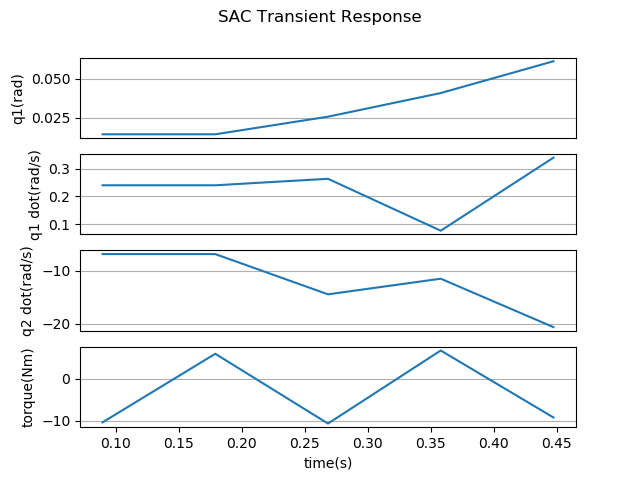 SAC Transient Response
q1(rad)
0.050
0.025
q1 dot(rad/s)
0.3
0.2
0.1
q2 dot(rad/s)
−10
−20
torque(Nm)
0
−10
0.10 0.15 0.20 0.25 0.30 0.35 0.40 0.45
time(s)